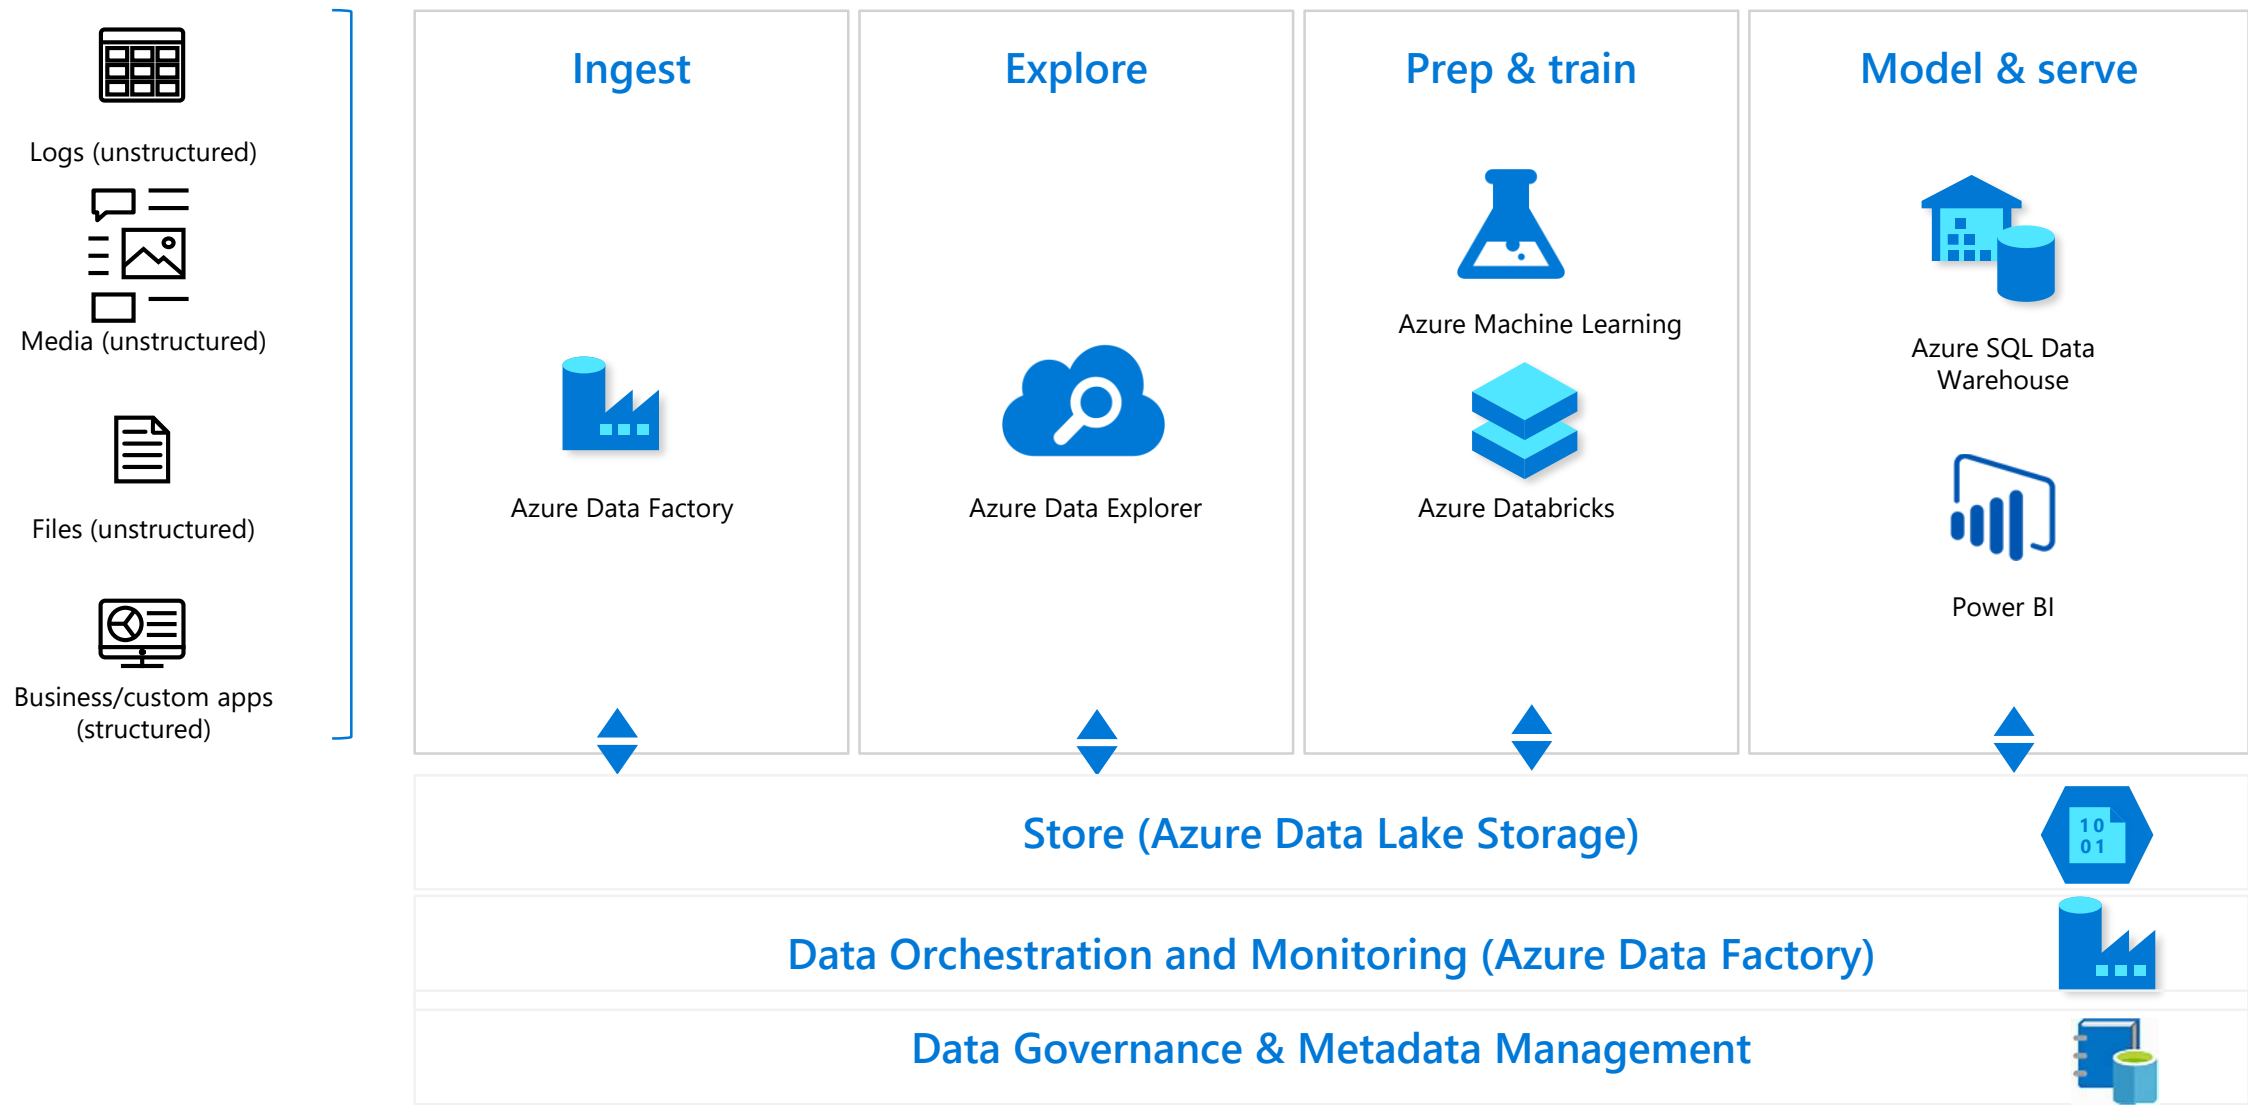 Logs (unstructured)
Media (unstructured)
Files (unstructured)
Business/custom apps
(structured)
Ingest
Azure Data Factory
Explore
Azure Data Explorer
Prep & train
Azure Machine Learning
Azure Databricks
Model & serve
Azure SQL Data
Warehouse
Power BI
Store (Azure Data Lake Storage)
10
01
Data Orchestration and Monitoring (Azure Data Factory)
Data Governance & Metadata Management